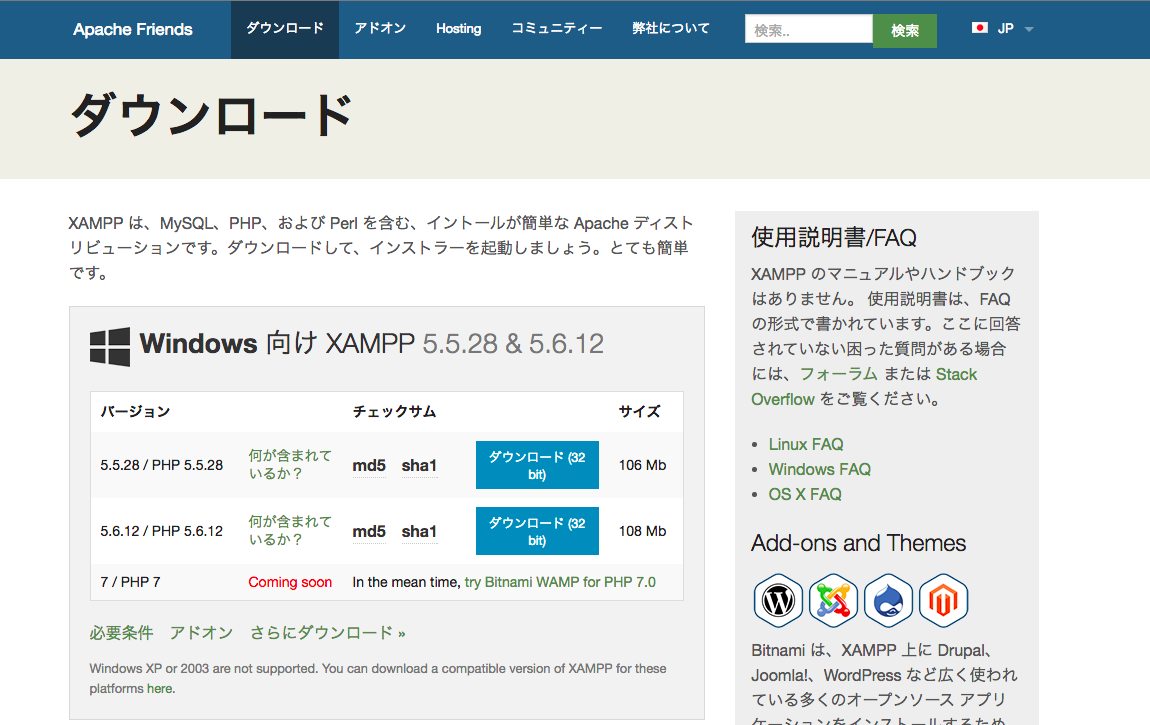 Apache Friends ダウンロード アドオン Hosting コミュニティー 弊社について 検索.. 検索 JP
ダウンロード
XAMPP は、MySQL、PHP、および Perl を含む、イントールが簡単な Apache ディスト
リビューションです。ダウンロードして、インストラーを起動しましょう。とても簡単
です。
Windows 向け XAMPP 5.5.28 & 5.6.12
バージョン チェックサム サイズ
5.5.28 / PHP 5.5.28 何が含まれて
いるか？ md5 sha1 ダウンロード (32
bit) 106 Mb
5.6.12 / PHP 5.6.12 何が含まれて
いるか？ md5 sha1 ダウンロード (32
bit) 108 Mb
7 / PHP 7 Coming soon In the mean time, try Bitnami WAMP for PHP 7.0
必要条件 アドオン さらにダウンロード »
Windows XP or 2003 are not supported. You can download a compatible version of XAMPP for these
platforms here.
使用説明書/FAQ
XAMPP のマニュアルやハンドブック
はありません。 使用説明書は、FAQ
の形式で書かれています。ここに回答
されていない困った質問がある場合
には、フォーラム または Stack
Overflow をご覧ください。
• Linux FAQ
• Windows FAQ
• OS X FAQ
Add-ons and Themes
Bitnami は、XAMPP 上に Drupal、
Joomla!、WordPress など広く使われ
ている多くのオープンソース アプリ
ケーションをインストールするため